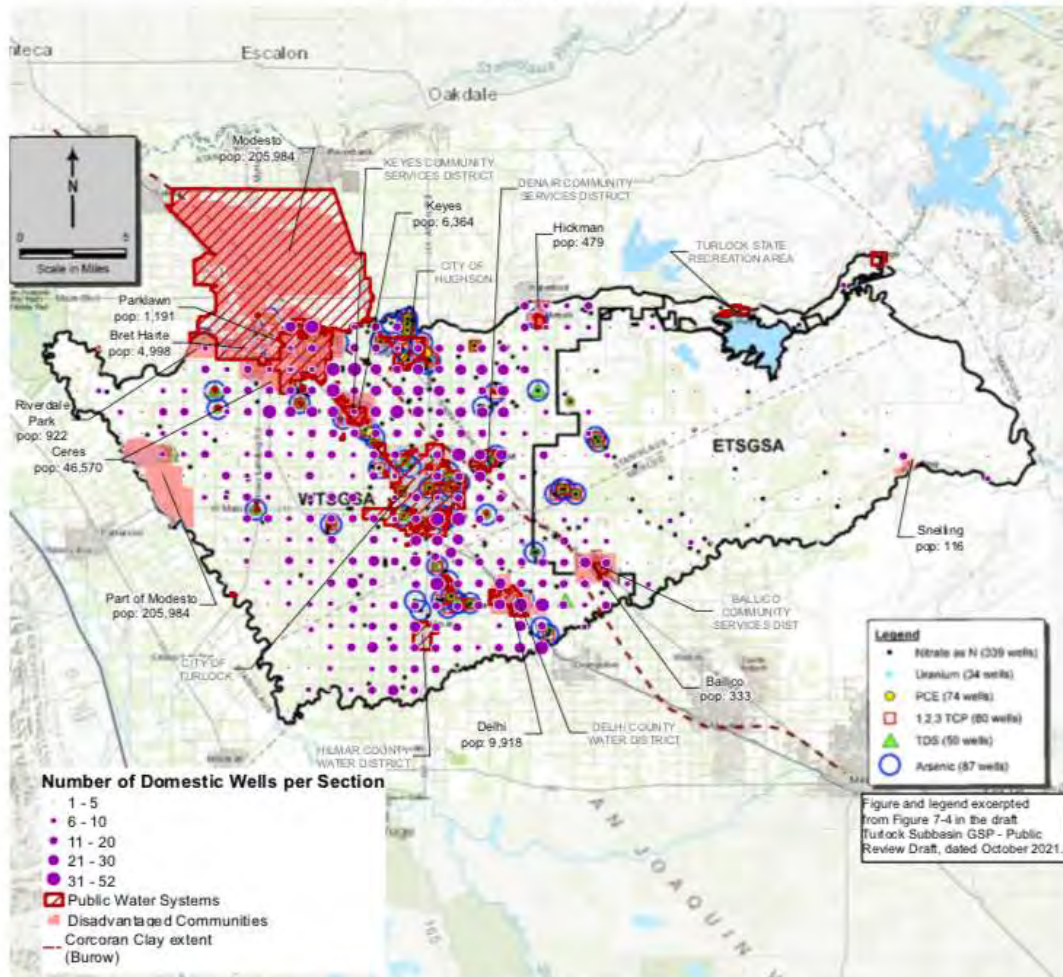 Escalon
Oakdale
Modesto
pop: 205,984
KEYES COMMUNITY
SERVICES DISTRICT
DENAIR COMMUNITY
SERVICES DISTRICT
N
Keyes
pop: 6,364
Hickman
pop: 479
TURLOCK STATE
RECREATION AREA
CITY OF
HUGHSON
0 5
Scale in Miles
Parklawn
pop: 1,191
Bret Harte
pop: 4,998
Riverdale
Park
pop: 922
Ceres
pop: 46,570
ETSGSA
WTSGSA
Snelling
pop: 116
Part of Modesto
pop: 205,984
BALLICO
COMMUNITY
SERVICES DIST
CITY OF
TURLOCK
Ballico
pop: 333
Delhi
pop: 9,918
DELHI COUNTY
WATER DISTRICT
HILMAR COUNTY
WATER DISTRICT
Legend
Nitrate as N (339 wells)
Uranium (34 wells)
PCE (74 wells)
1,2,3 TCP (80 wells)
TDS (50 wells)
Arsenic (87 wells)
Number of Domestic Wells per Section
1 - 5
6 - 10
11 - 20
21 - 30
31 - 52
Public Water Systems
Disadvantaged Communities
Corcoran Clay extent
(Burow)
Figure and legend excerpted
from Figure 7-4 in the draft
Turlock Subbasin GSP - Public
Review Draft, dated October 2021.
165
AN JOAQUIN V